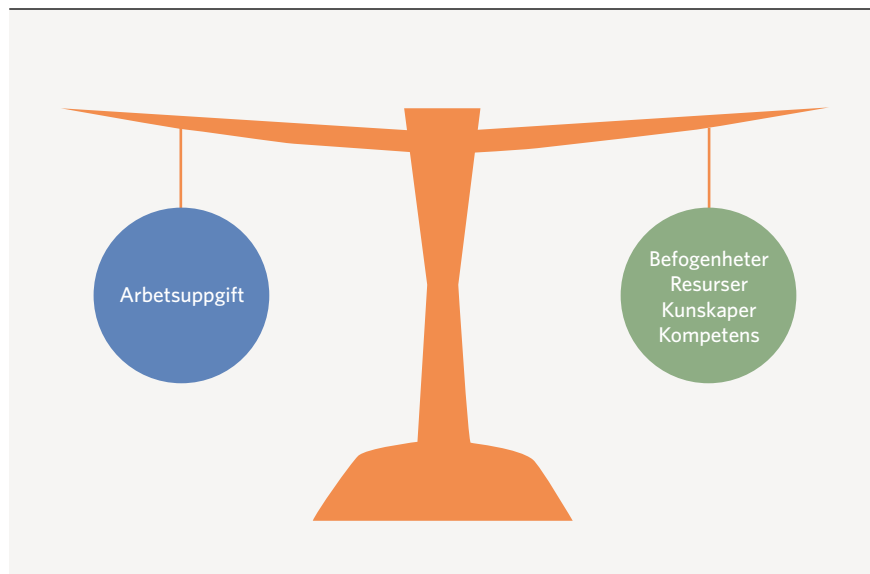 Arbetsuppgift
Befogenheter
Resurser
Kunskaper
Kompetens